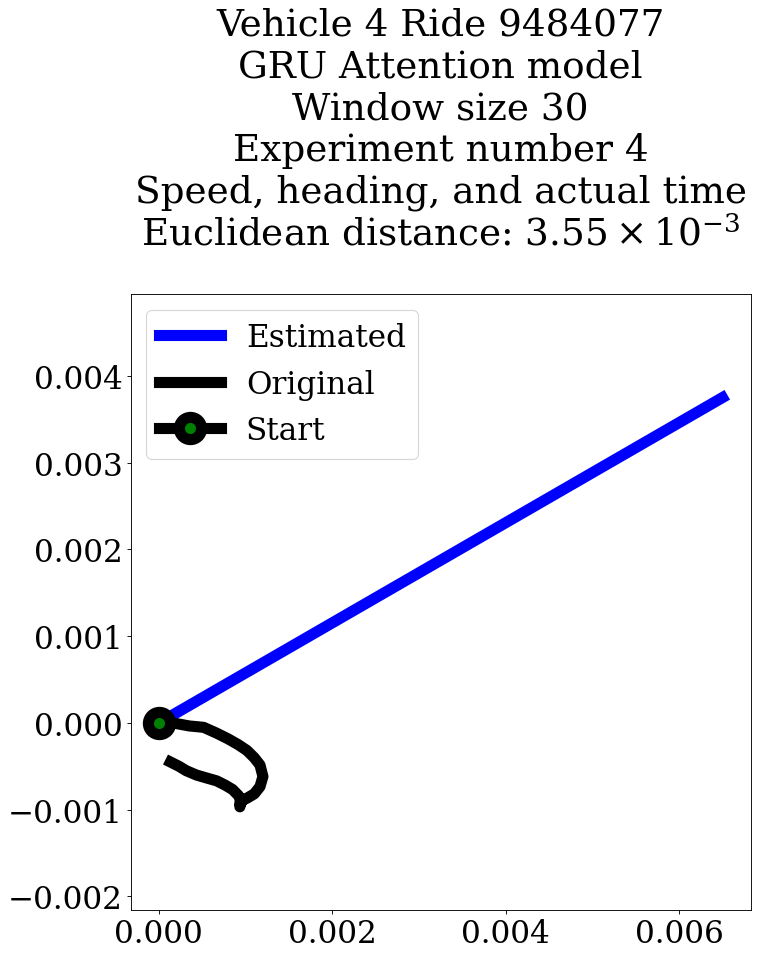 Vehicle 4 Ride 9484077
GRU Attention model
Window size 30
Experiment number 4
Speed, heading, and actual time
Euclidean distance: 3.55 × 10⁻³
Estimated
Original
Start
0.004
0.003
0.002
0.001
0.000
−0.001
−0.002
0.000 0.002 0.004 0.006